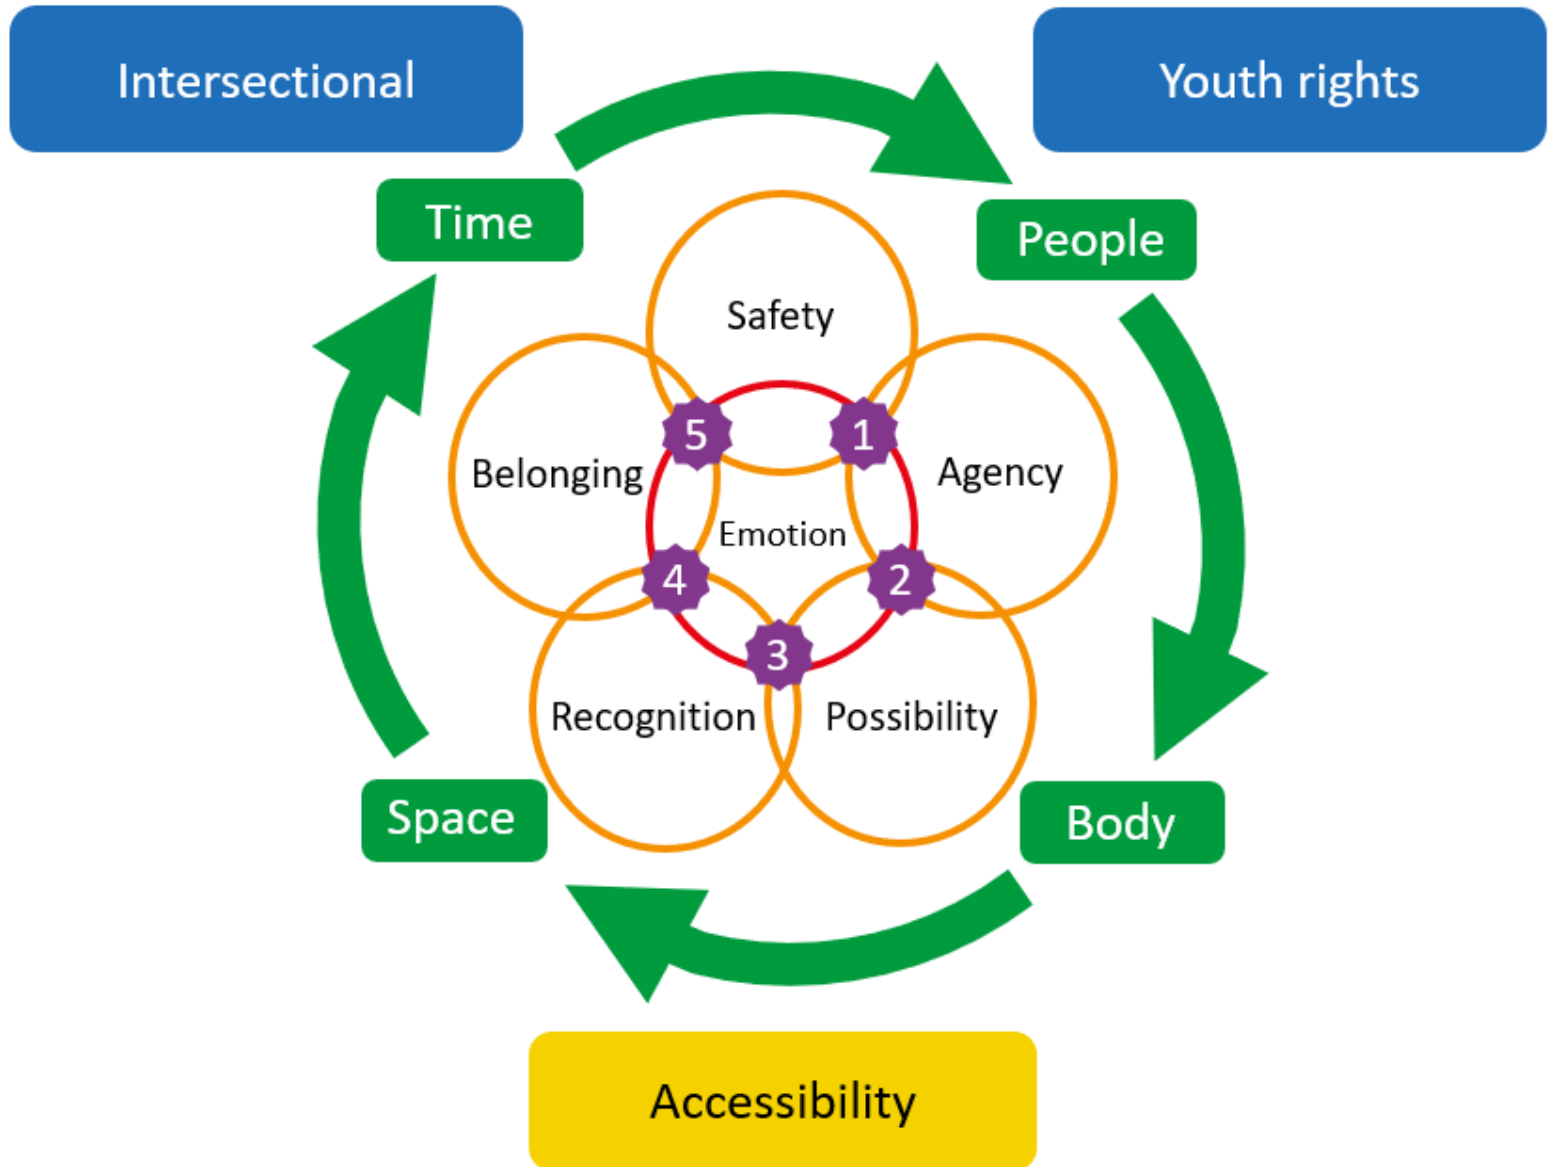 Intersectional
Youth rights
Time
People
Safety
5
1
Belonging
Agency
Emotion
4
2
3
Recognition
Possibility
Space
Body
Accessibility